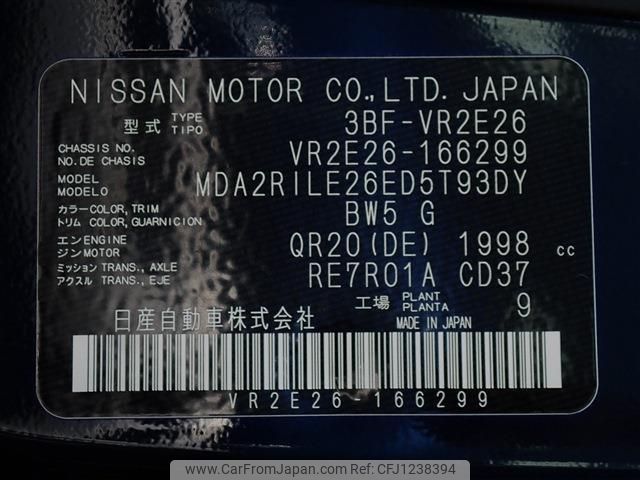 NISSAN MOTOR CO.,LTD. JAPAN
型式 TYPE TIPO 3BF-VR2E26
CHASSIS NO. NO.DE CHASIS VR2E26-166299
MODEL MODELO MDA2RILE26ED5T93DY
カラー COLOR, TRIM トリム COLOR, GUARNICION BW5 G
エンジン ENGINE MOTOR QR20(DE) 1998 cc
ミッション TRANS., AXLE アクスル TRANS., EJE RE7R01A CD37
工場 PLANT PLANTA 9
日産自動車株式会社 MADE IN JAPAN
VR2E26-166299
www.CarFromJapan.com | CFJ1238394